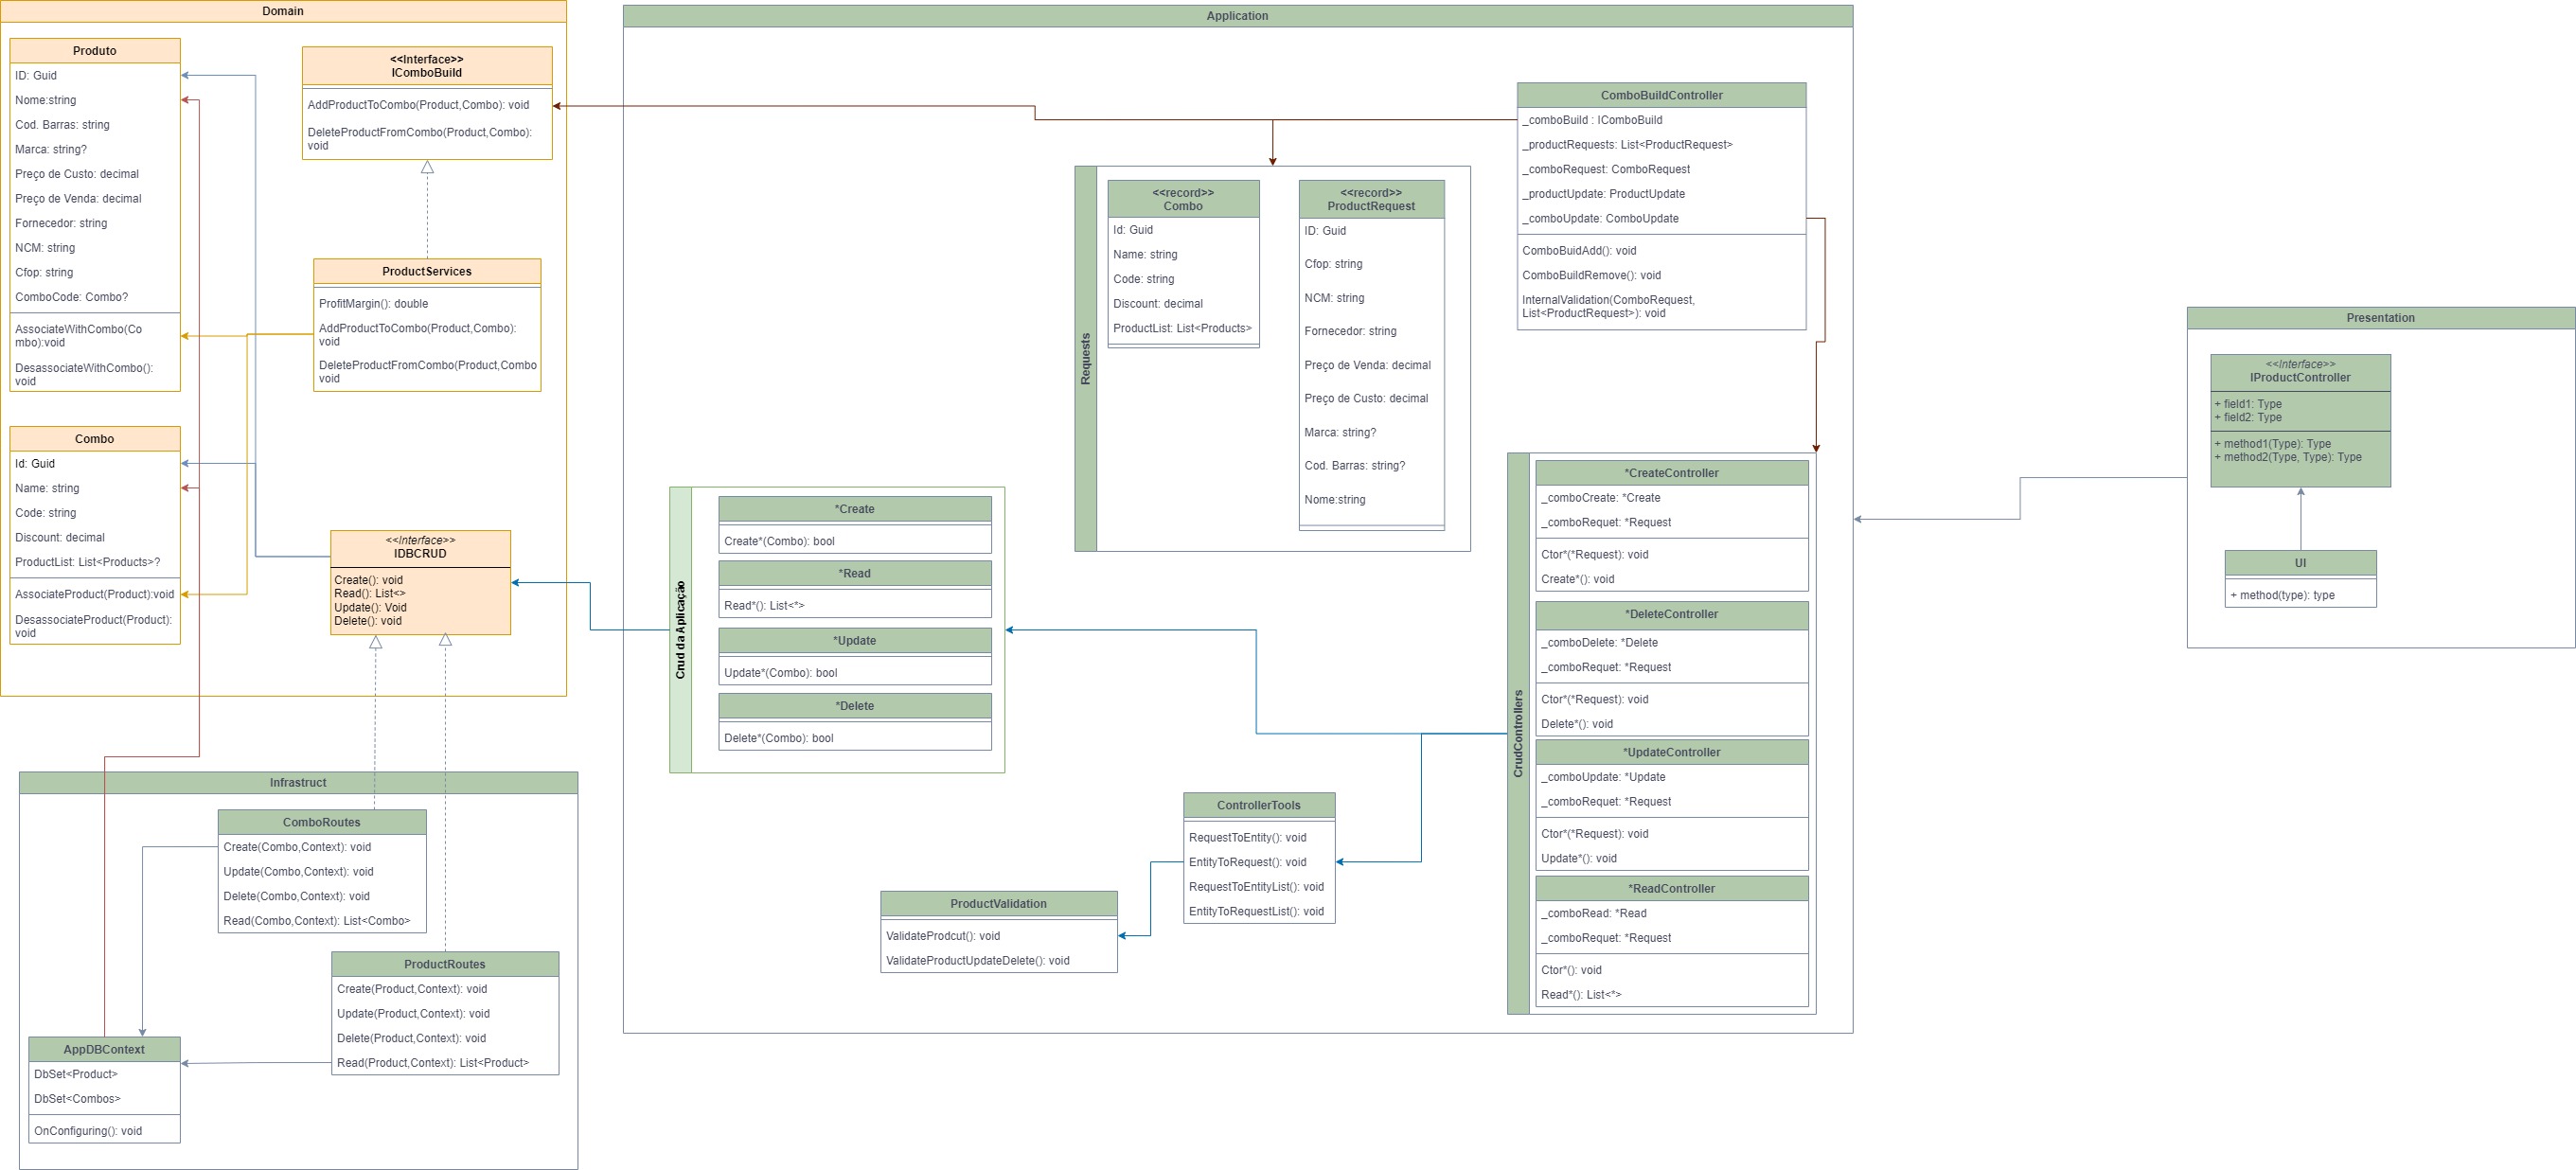 Domain
Produto
ID: Guid
Nome:string
Cod. Barras: string
Marca: string?
Preço de Custo: decimal
Preço de Venda: decimal
Fornecedor: string
NCM: string
Cfop: string
ComboCode: Combo?
AssociateWithCombo(Co
mbo):void
DesassociateWithCombo():
void
<<Interface>>
IComboBuild
AddProductToCombo(Product,Combo): void
DeleteProductFromCombo(Product,Combo):
void
ProductServices
ProfitMargin(): double
AddProductToCombo(Product,Combo):
void
DeleteProductFromCombo(Product,Combo
void
Combo
Id: Guid
Name: string
Code: string
Discount: decimal
ProductList: List<Products>?
AssociateProduct(Product):void
DesassociateProduct(Product):
void
<<Interface>>
IDBCRUD
Create(): void
Read(): List<>
Update(): Void
Delete(): void
Infrastruct
ComboRoutes
Create(Combo,Context): void
Update(Combo,Context): void
Delete(Combo,Context): void
Read(Combo,Context): List<Combo>
ProductRoutes
Create(Product,Context): void
Update(Product,Context): void
Delete(Product,Context): void
Read(Product,Context): List<Product>
AppDBContext
DbSet<Product>
DbSet<Combos>
OnConfiguring(): void
Application
Crud da Aplicação
*Create
Create*(Combo): bool
*Read
Read*(): List<*>
*Update
Update*(Combo): bool
*Delete
Delete*(Combo): bool
Requests
<<record>>
Combo
Id: Guid
Name: string
Code: string
Discount: decimal
ProductList: List<Products>
<<record>>
ProductRequest
ID: Guid
Cfop: string
NCM: string
Fornecedor: string
Preço de Venda: decimal
Preço de Custo: decimal
Marca: string?
Cod. Barras: string?
Nome:string
ComboBuildController
_comboBuild : IComboBuild
_productRequests: List<ProductRequest>
_comboRequest: ComboRequest
_productUpdate: ProductUpdate
_comboUpdate: ComboUpdate
ComboBuidAdd(): void
ComboBuildRemove(): void
InternalValidation(ComboRequest,
List<ProductRequest>): void
CrudControllers
*CreateController
_comboCreate: *Create
_comboRequet: *Request
Ctor*(*Request): void
Create*(): void
*DeleteController
_comboDelete: *Delete
_comboRequet: *Request
Ctor*(*Request): void
Delete*(): void
*UpdateController
_comboUpdate: *Update
_comboRequet: *Request
Ctor*(*Request): void
Update*(): void
*ReadController
_comboRead: *Read
_comboRequet: *Request
Ctor*(): void
Read*(): List<*>
ControllerTools
RequestToEntity(): void
EntityToRequest(): void
RequestToEntityList(): void
EntityToRequestList(): void
ProductValidation
ValidateProdcut(): void
ValidateProductUpdateDelete(): void
Presentation
<<Interface>>
IProductController
+ field1: Type
+ field2: Type
+ method1(Type): Type
+ method2(Type, Type): Type
UI
+ method(type): type